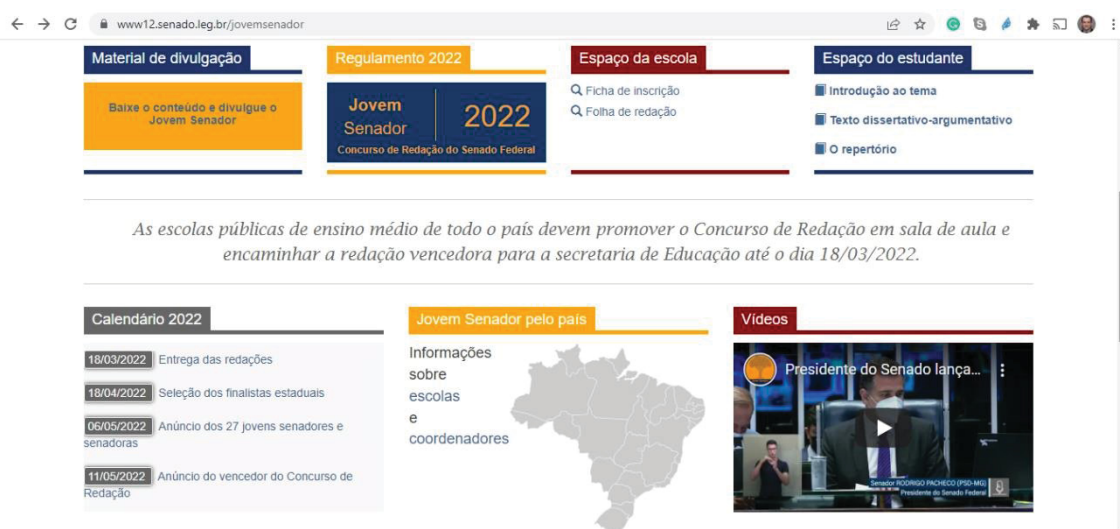 www12.senado.leg.br/jovemsenador
Material de divulgação
Baixe o conteúdo e divulgue o
Jovem Senador
Regulamento 2022
Jovem
Senador
2022
Concurso de Redação do Senado Federal
Espaço da escola
Ficha de inscrição
Folha de redação
Espaço do estudante
Introdução ao tema
Texto dissertativo-argumentativo
O repertório
As escolas públicas de ensino médio de todo o país devem promover o Concurso de Redação em sala de aula e
encaminhar a redação vencedora para a secretaria de Educação até o dia 18/03/2022.
Calendário 2022
18/03/2022 Entrega das redações
18/04/2022 Seleção dos finalistas estaduais
06/05/2022 Anúncio dos 27 jovens senadores e
senadoras
11/05/2022 Anúncio do vencedor do Concurso de
Redação
Jovem Senador pelo país
Informações
sobre
escolas
e
coordenadores
Vídeos
Presidente do Senado lança...
Senador RODRIGO PACHECO (PSD-MG)
Presidente do Senado Federal